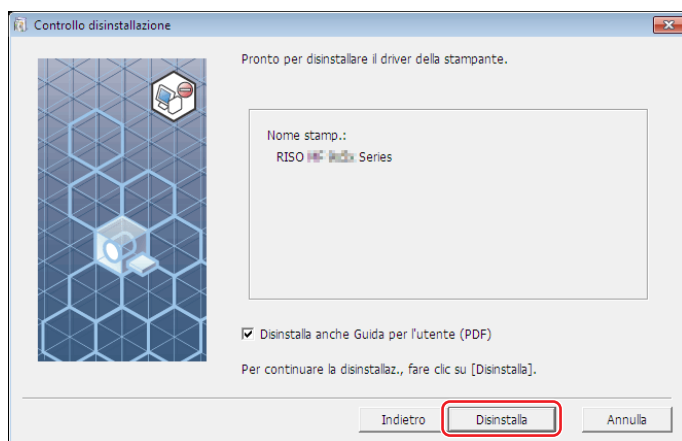 Controllo disinstallazione
Pronto per disinstallare il driver della stampante.
Nome stamp.:
RISO Series
Disinstalla anche Guida per l'utente (PDF)
Per continuare la disinstallaz., fare clic su [Disinstalla].
Indietro Disinstalla Annulla